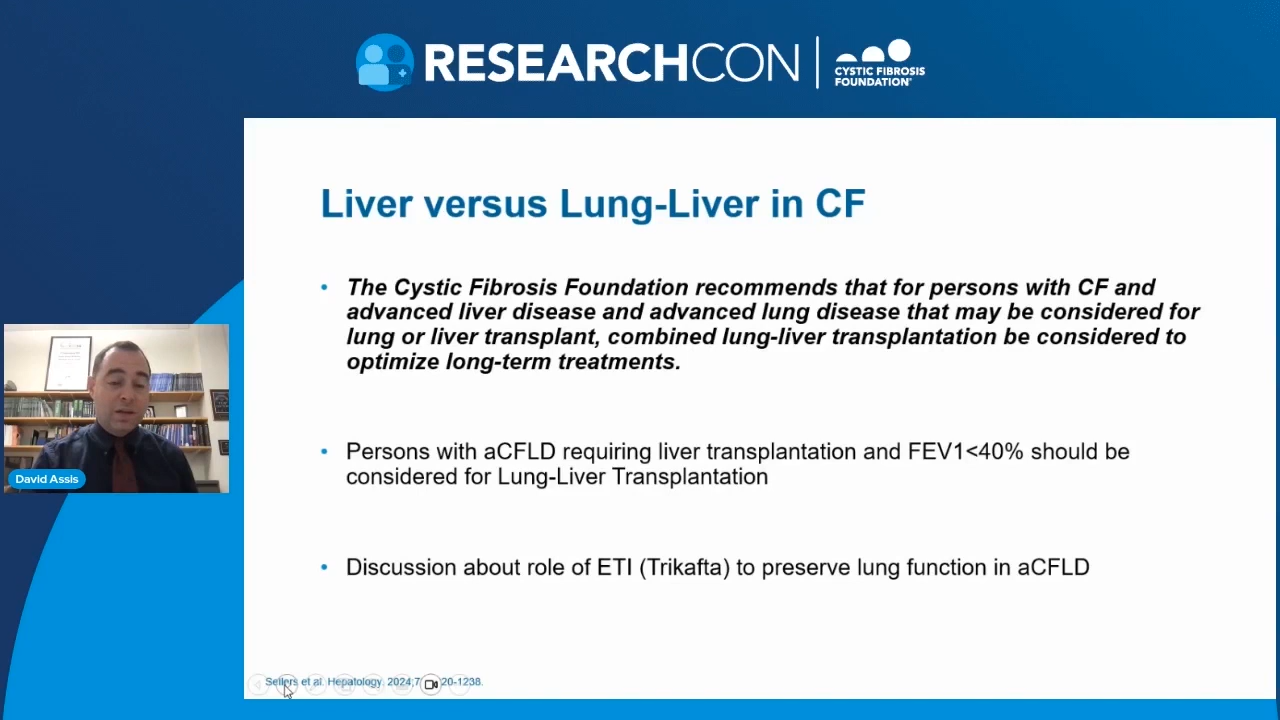 RESEARCHCON
CYSTIC FIBROSIS
FOUNDATION
Liver versus Lung-Liver in CF
• The Cystic Fibrosis Foundation recommends that for persons with CF and
advanced liver disease and advanced lung disease that may be considered for
lung or liver transplant, combined lung-liver transplantation be considered to
optimize long-term treatments.
• Persons with aCFLD requiring liver transplantation and FEV1<40% should be
considered for Lung-Liver Transplantation
• Discussion about role of ETI (Trikafta) to preserve lung function in aCFLD
David Assis
Sellers et al. Hepatology. 2024;7 20-1238.